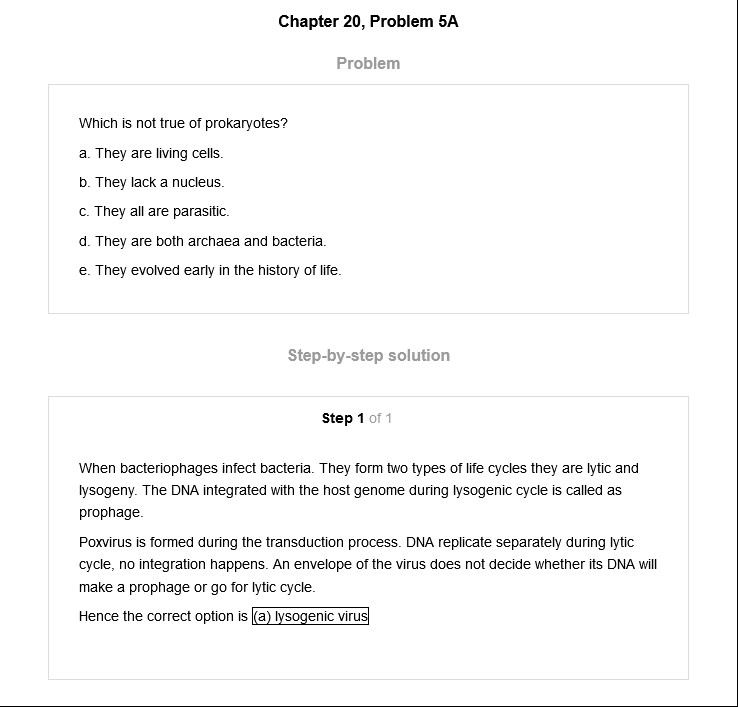 Chapter 20, Problem 5A
Problem
Which is not true of prokaryotes?
a. They are living cells.
b. They lack a nucleus.
c. They all are parasitic.
d. They are both archaea and bacteria.
e. They evolved early in the history of life.
Step-by-step solution
Step 1 of 1
When bacteriophages infect bacteria. They form two types of life cycles they are lytic and
lysogeny. The DNA integrated with the host genome during lysogenic cycle is called as
prophage.
Poxvirus is formed during the transduction process. DNA replicate separately during lytic
cycle, no integration happens. An envelope of the virus does not decide whether its DNA will
make a prophage or go for lytic cycle.
Hence the correct option is (a) lysogenic virus